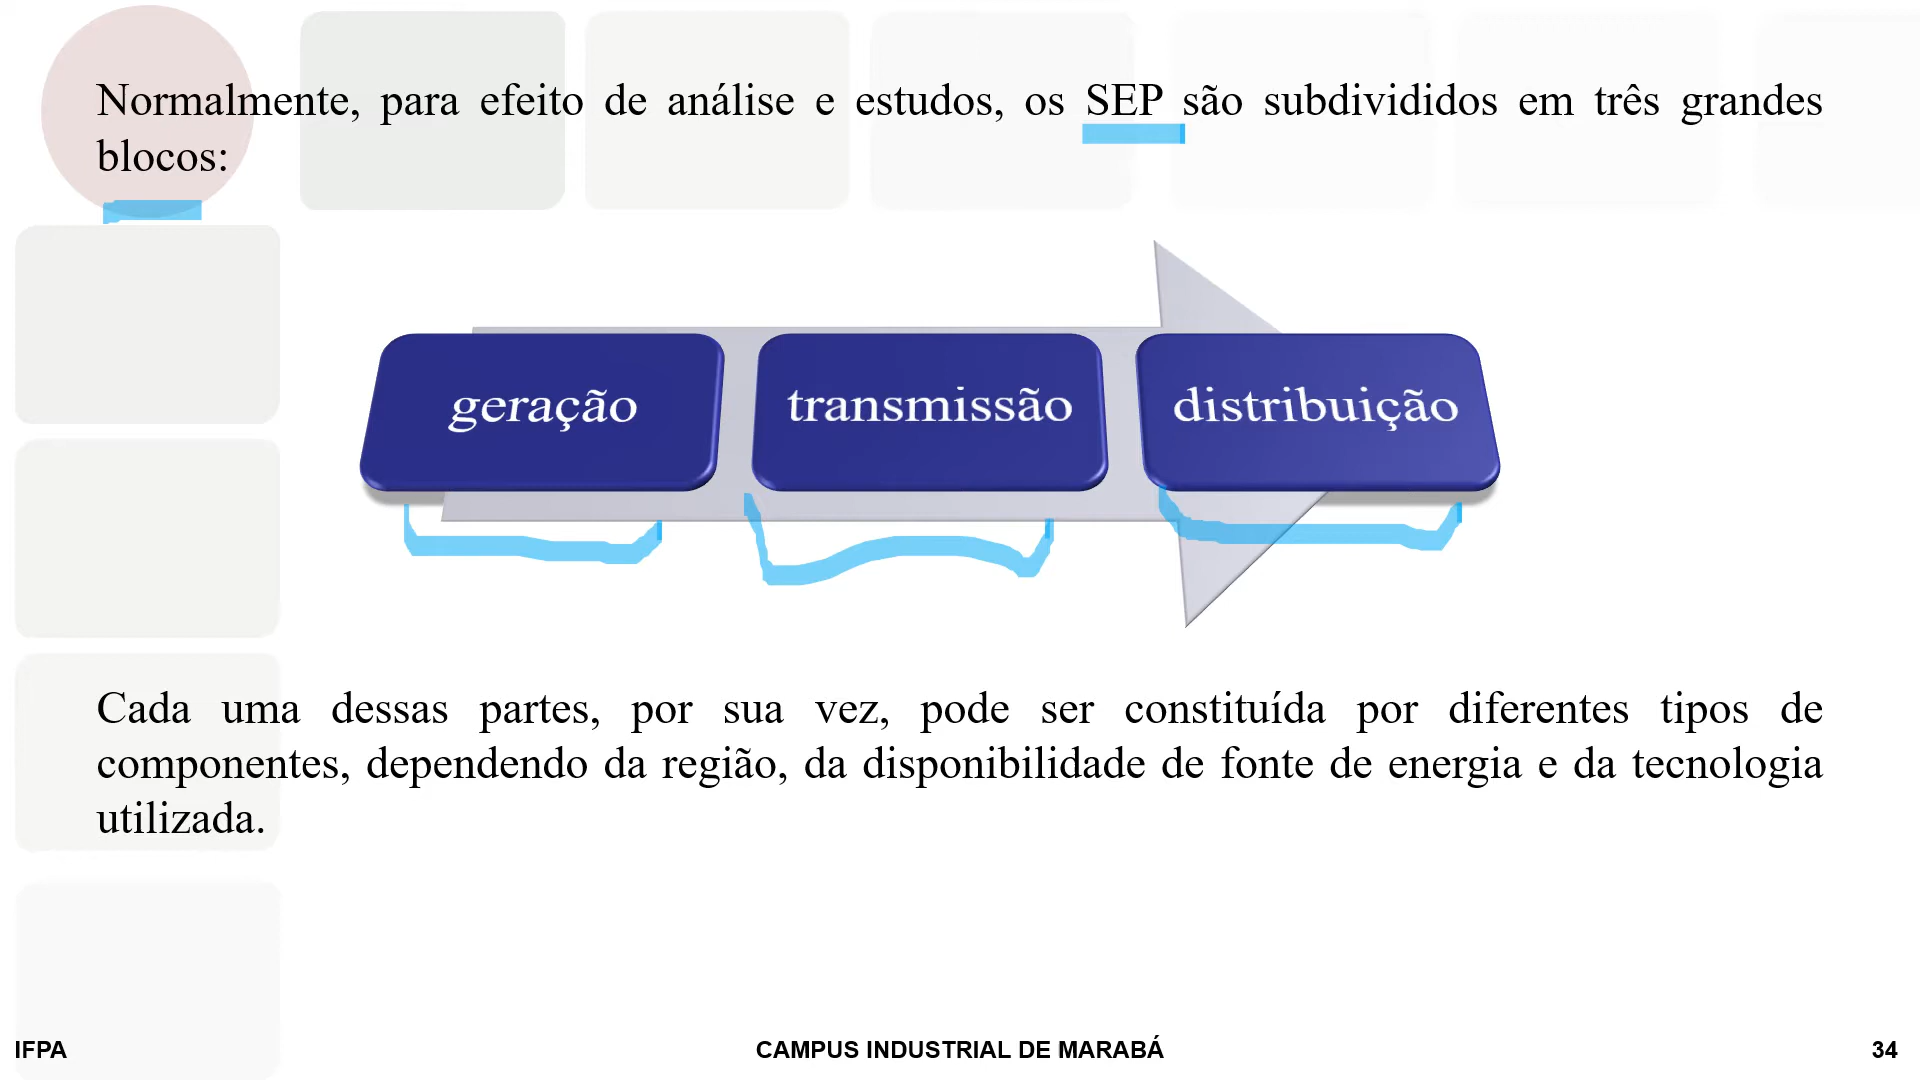 Normalmente, para efeito de análise e estudos, os SEP são subdivididos em três grandes
blocos:
geração
transmissão
distribuição
Cada uma dessas partes, por sua vez, pode ser constituída por diferentes tipos de
componentes, dependendo da região, da disponibilidade de fonte de energia e da tecnologia
utilizada.
IFPA
CAMPUS INDUSTRIAL DE MARABÁ
34